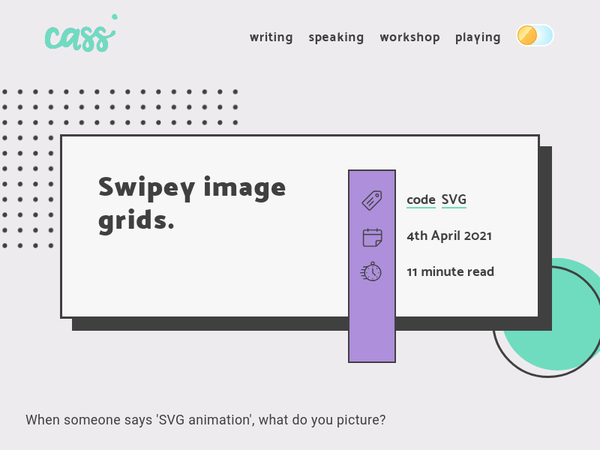 cass
writing speaking workshop playing
Swipey image
grids.
code SVG
4th April 2021
11 minute read
When someone says 'SVG animation', what do you picture?